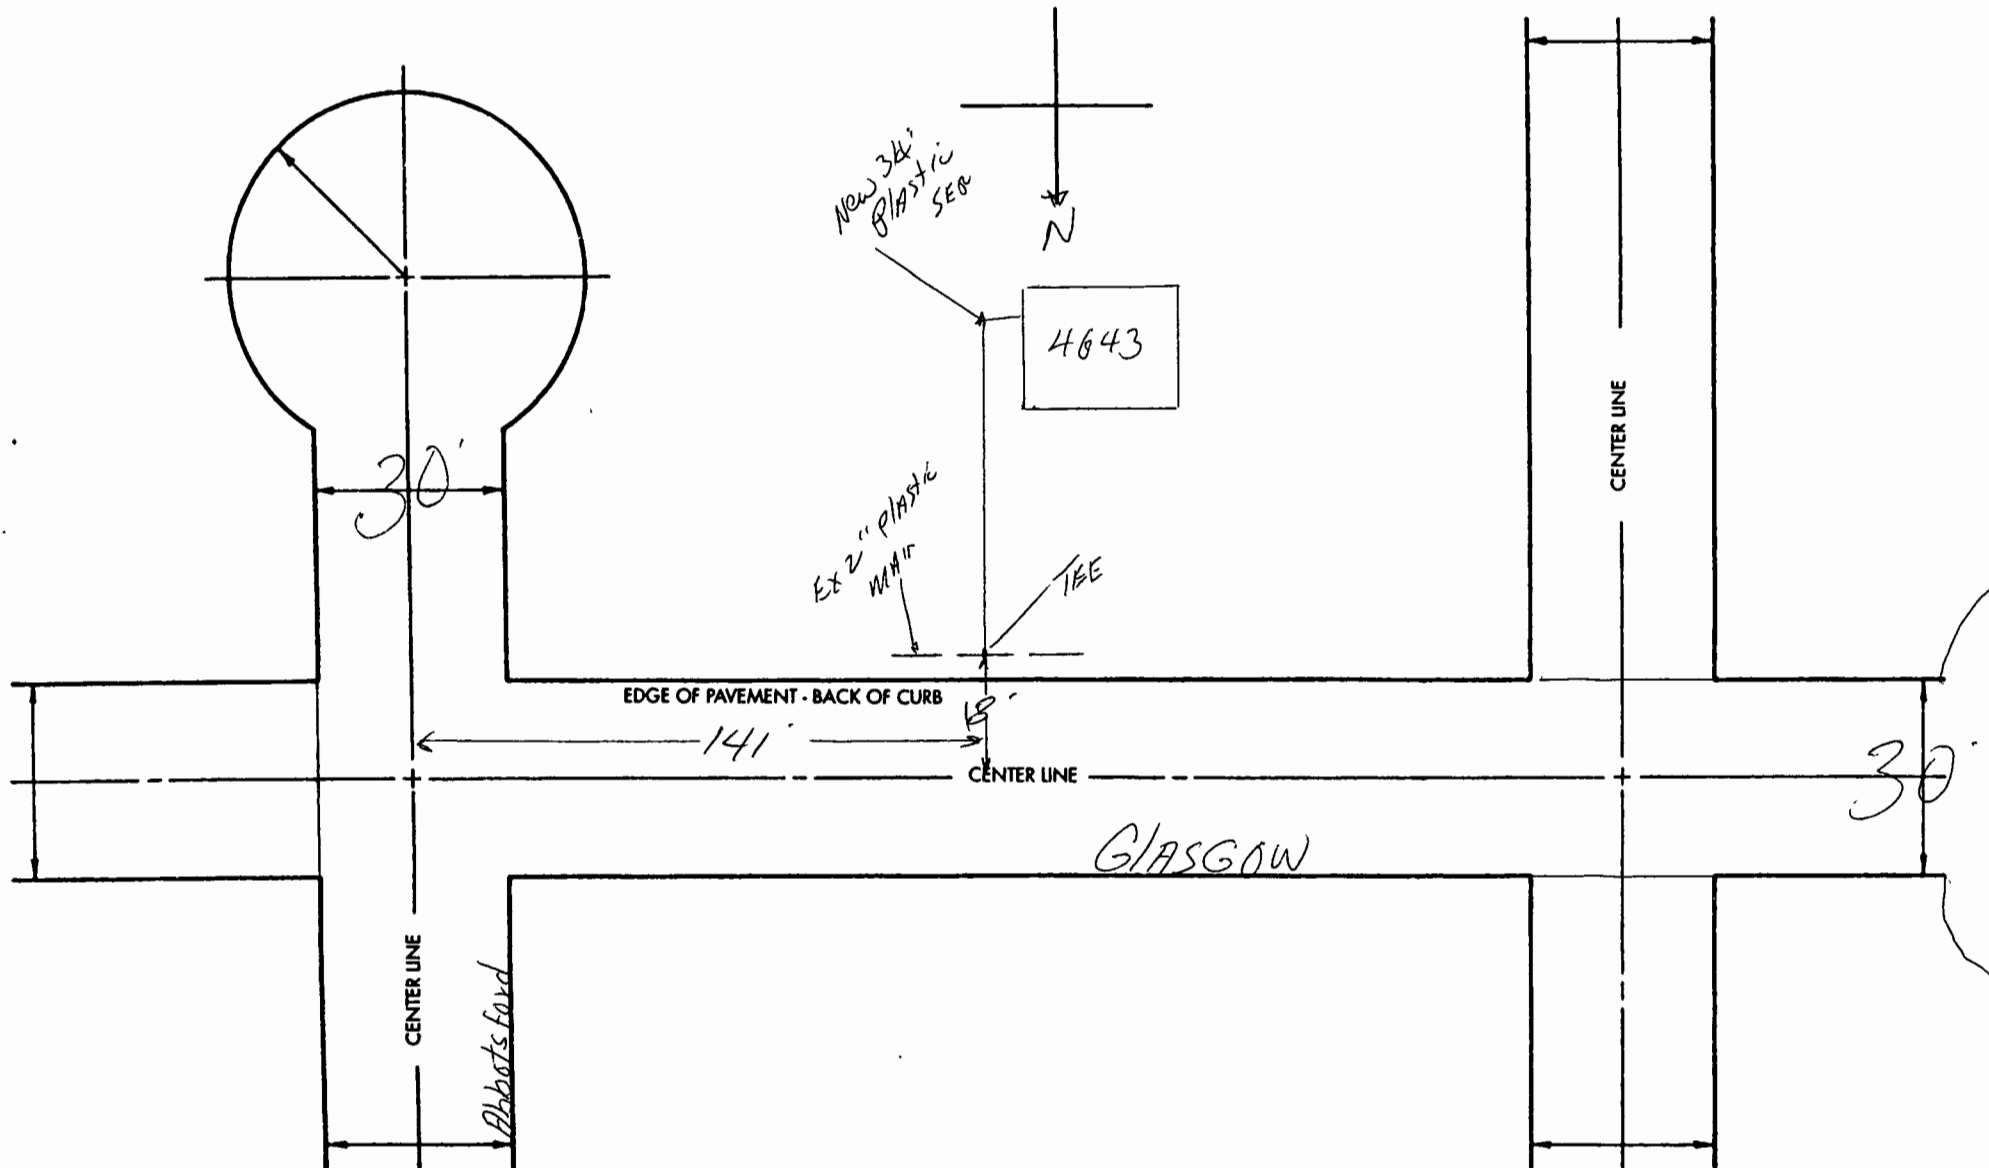 N
New 3/4"
Plastic
SER
4643
30'
Ex 2" Plastic
MAIN
TEE
CENTER LINE
EDGE OF PAVEMENT - BACK OF CURB
18'
141'
CENTER LINE
30'
GLASGOW
CENTER LINE
Abbotsford